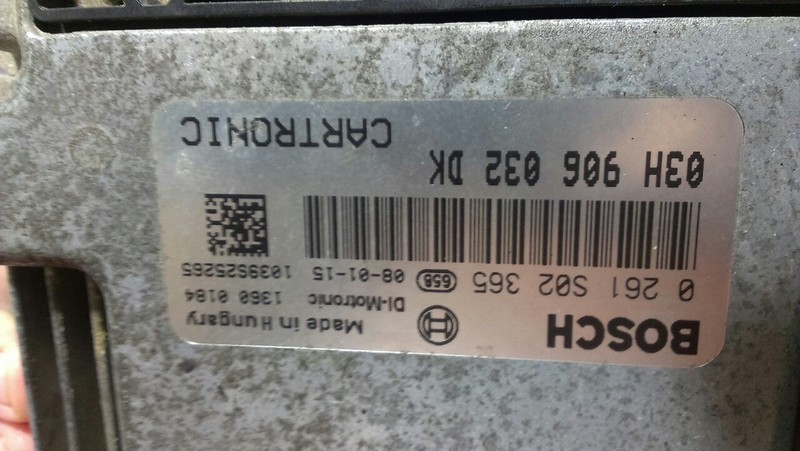 BOSCH Made in Hungary
DI-Motronic 1360 0184
0 261 S02 365 658 08-01-15 1039S25265
03H 906 032 DK
CARTRONIC